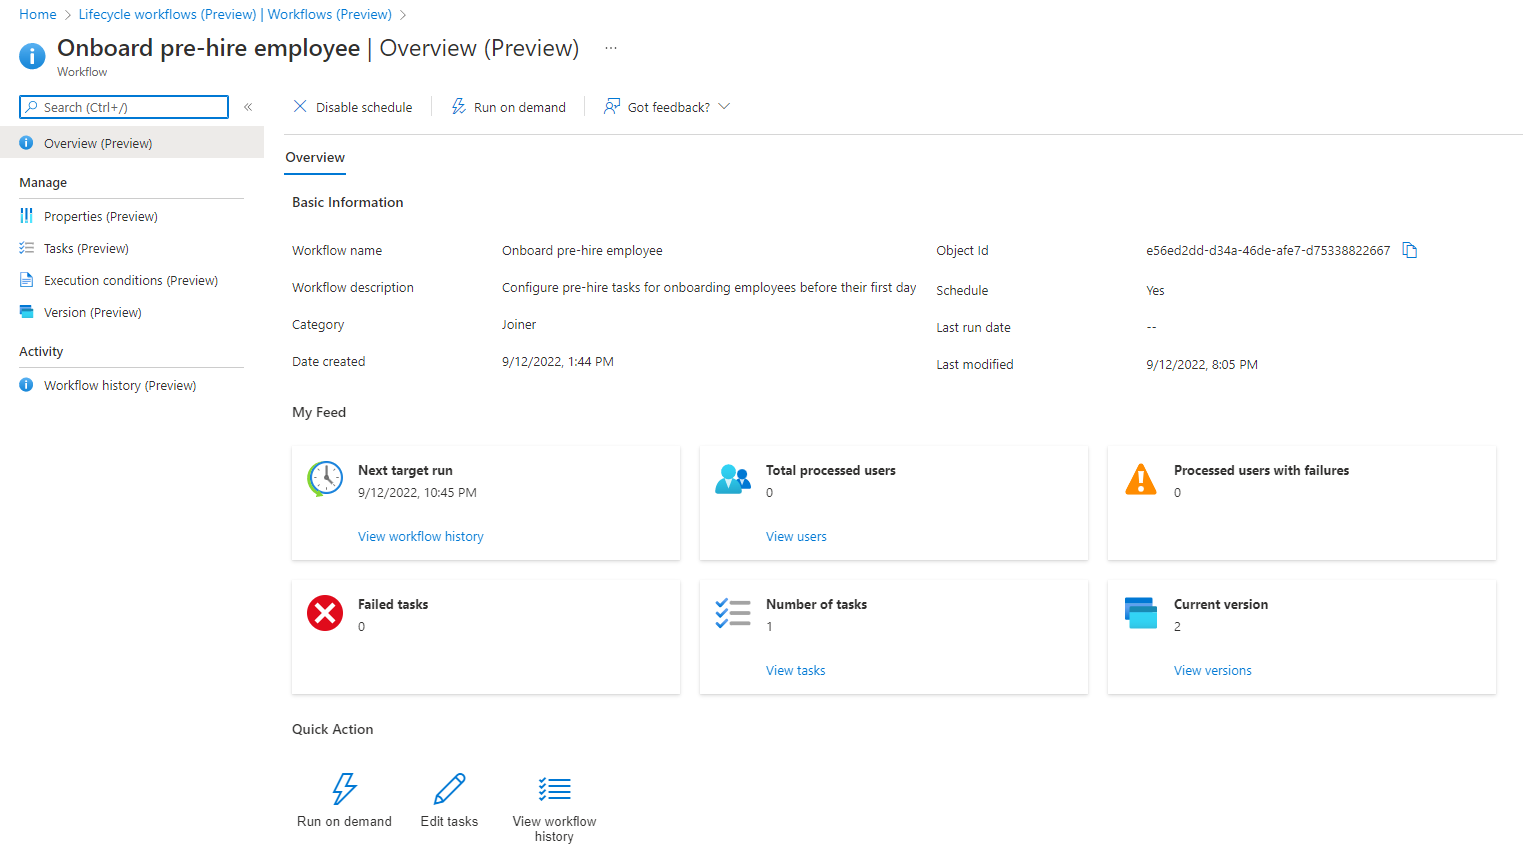 Home > Lifecycle workflows (Preview) | Workflows (Preview) >
Onboard pre-hire employee | Overview (Preview) ...
Workflow
Search (Ctrl+/)
«
Overview (Preview)
Manage
Properties (Preview)
Tasks (Preview)
Execution conditions (Preview)
Version (Preview)
Activity
Workflow history (Preview)
Disable schedule
Run on demand
Got feedback?
Overview
Basic Information
Workflow name Onboard pre-hire employee
Workflow description Configure pre-hire tasks for onboarding employees before their first day
Category Joiner
Date created 9/12/2022, 1:44 PM
Object Id e56ed2dd-d34a-46de-afe7-d75338822667
Schedule Yes
Last run date --
Last modified 9/12/2022, 8:05 PM
My Feed
Next target run
9/12/2022, 10:45 PM
View workflow history
Total processed users
0
View users
Processed users with failures
0
Failed tasks
0
Number of tasks
1
View tasks
Current version
2
View versions
Quick Action
Run on demand
Edit tasks
View workflow
history